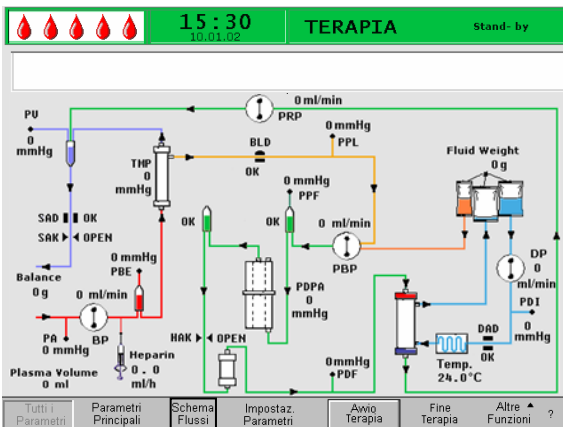 15:30
10.01.02
TERAPIA
Stand- by
0 ml/min
PRP
PV
0
mmHg
TMP
0
mmHg
BLD
OK
0 mmHg
PPL
Fluid Weight
0 g
0 mmHg
PPF
SAD OK
SAK OPEN
OK
OK
0 ml/min
PBP
DP
0
ml/min
Balance
0 g
0 mmHg
PBE
PDPA
0
mmHg
PDI
0
mmHg
0 ml/min
BP
PA
0 mmHg
Heparin
0. 0
ml/h
HAK OPEN
DAD
OK
Temp.
24.0°C
0mmHg
PDF
Plasma Volume
0 ml
Tutti i
Parametri
Parametri
Principali
Schema
Flussi
Impostaz.
Parametri
Avvio
Terapia
Fine
Terapia
Altre
Funzioni
?